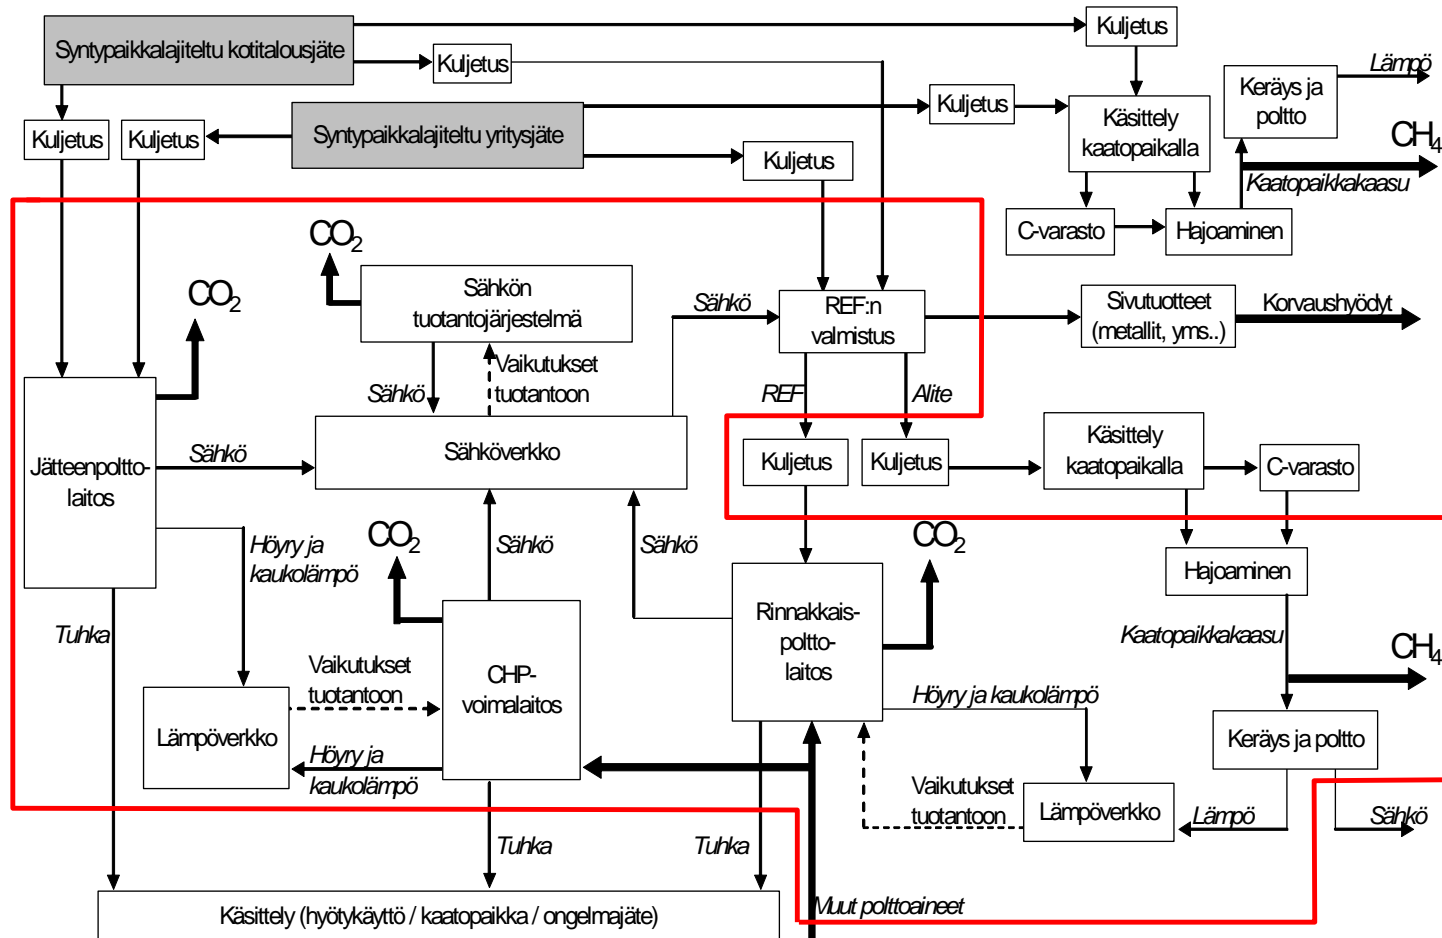 Syntypaikkalajiteltu kotitalousjäte
Kuljetus
Kuljetus
Syntypaikkalajiteltu yritysjäte
Kuljetus
Kuljetus
Kuljetus
Kuljetus
Käsittely
kaatopaikalla
Keräys ja
poltto
Lämpö
CH4
Kaatopaikkakaasu
C-varasto
Hajoaminen
CO2
CO2
Sähkön
tuotantojärjestelmä
Sähkö
REF:n
valmistus
Sivutuotteet
(metallit, yms..)
Korvaushyödyt
Sähkö
Vaikutukset
tuotantoon
REF
Alite
Jätteenpoltto-
laitos
Sähkö
Sähköverkko
Kuljetus
Kuljetus
Käsittely
kaatopaikalla
C-varasto
Höyry ja
kaukolämpö
CO2
Sähkö
Sähkö
CO2
Hajoaminen
Tuhka
Vaikutukset
tuotantoon
CHP-
voimalaitos
Rinnakkais-
poltto-
laitos
Kaatopaikkakaasu
CH4
Höyry ja kaukolämpö
Lämpöverkko
Höyry ja
kaukolämpö
Keräys ja poltto
Vaikutukset
tuotantoon
Lämpöverkko
Lämpö
Sähkö
Tuhka
Tuhka
Käsittely (hyötykäyttö / kaatopaikka / ongelmajäte)
Muut polttoaineet